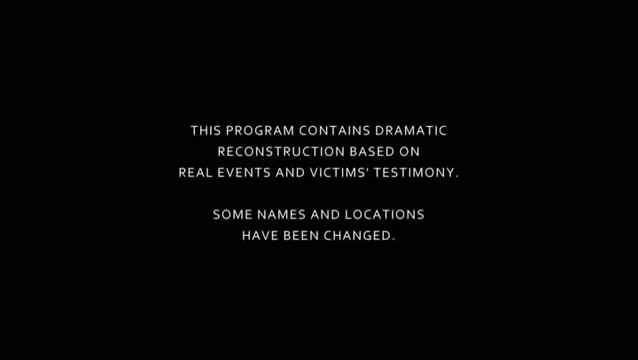 THIS PROGRAM CONTAINS DRAMATIC
RECONSTRUCTION BASED ON
REAL EVENTS AND VICTIMS' TESTIMONY.
SOME NAMES AND LOCATIONS
HAVE BEEN CHANGED.